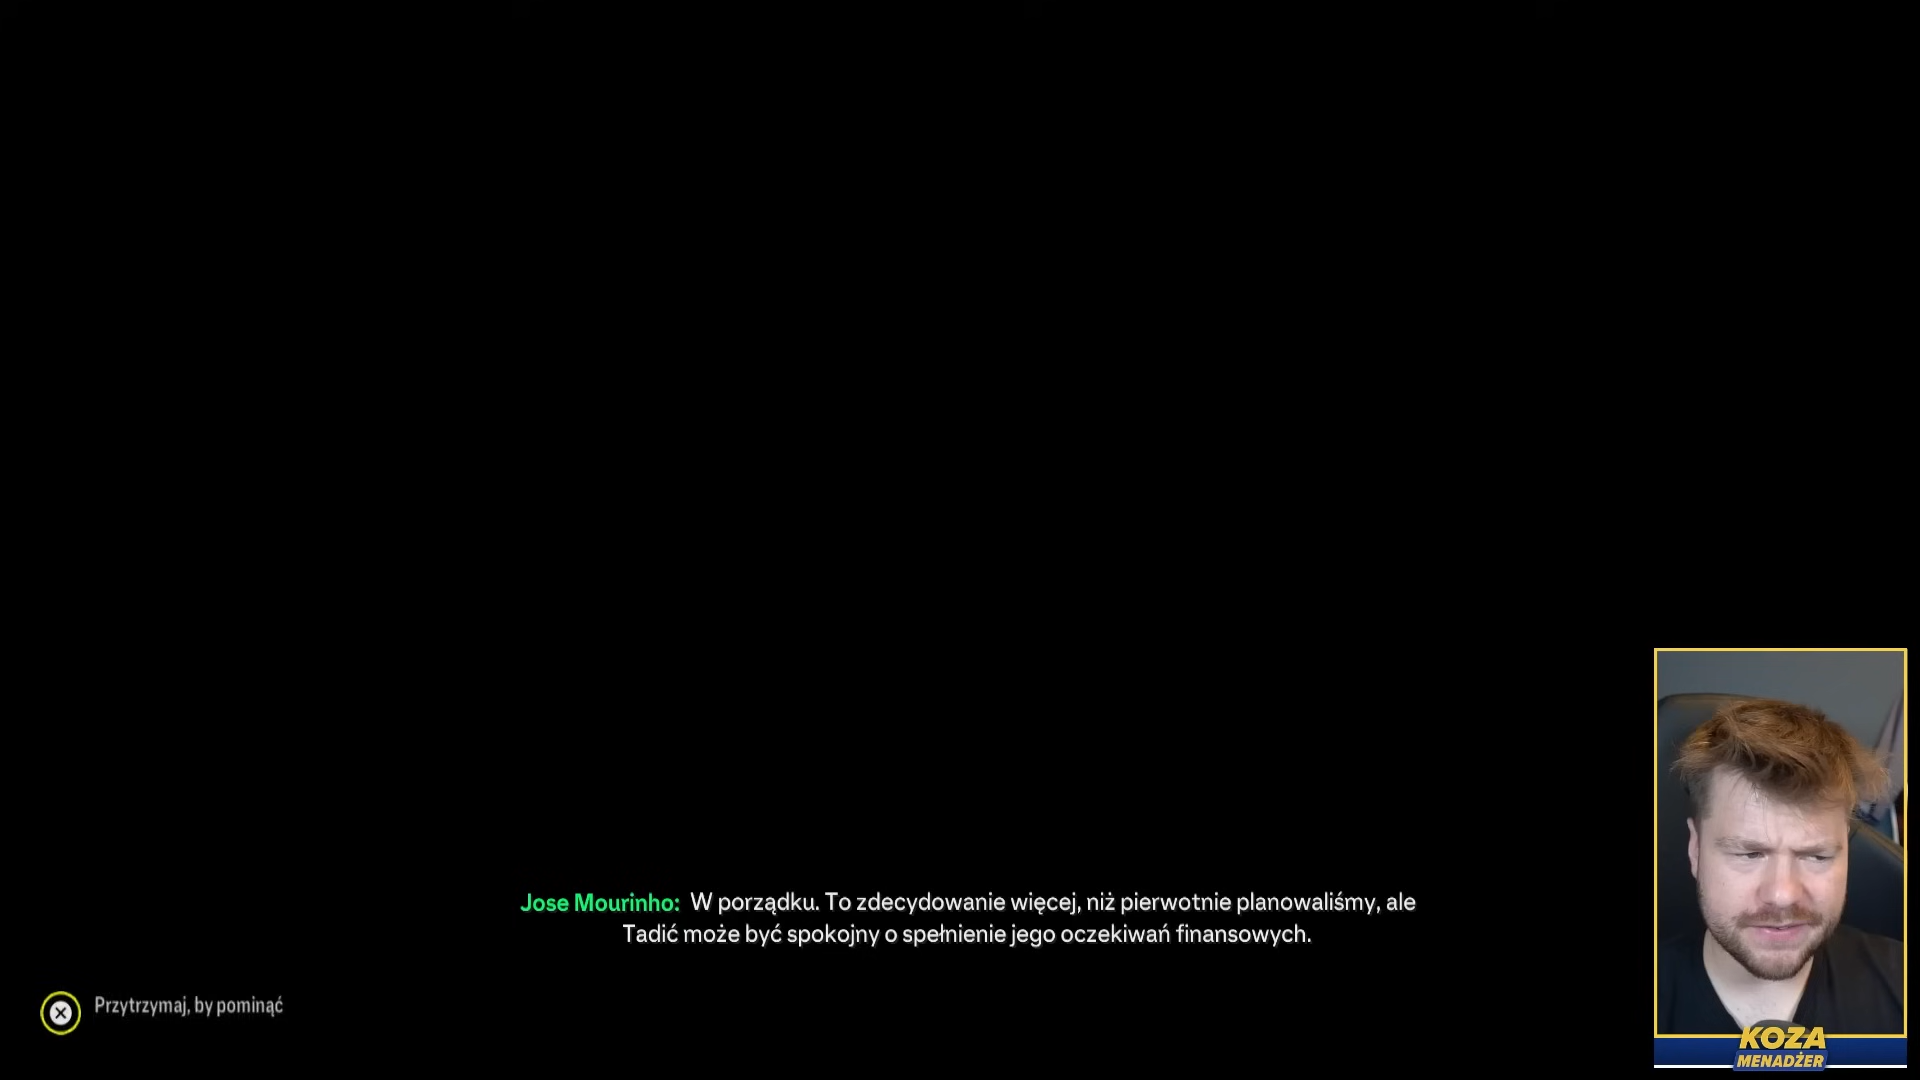 Jose Mourinho: W porządku. To zdecydowanie więcej, niż pierwotnie planowaliśmy, ale
Tadić może być spokojny o spełnienie jego oczekiwań finansowych.
Przytrzymaj, by pominąć
KOZA
MENADŻER